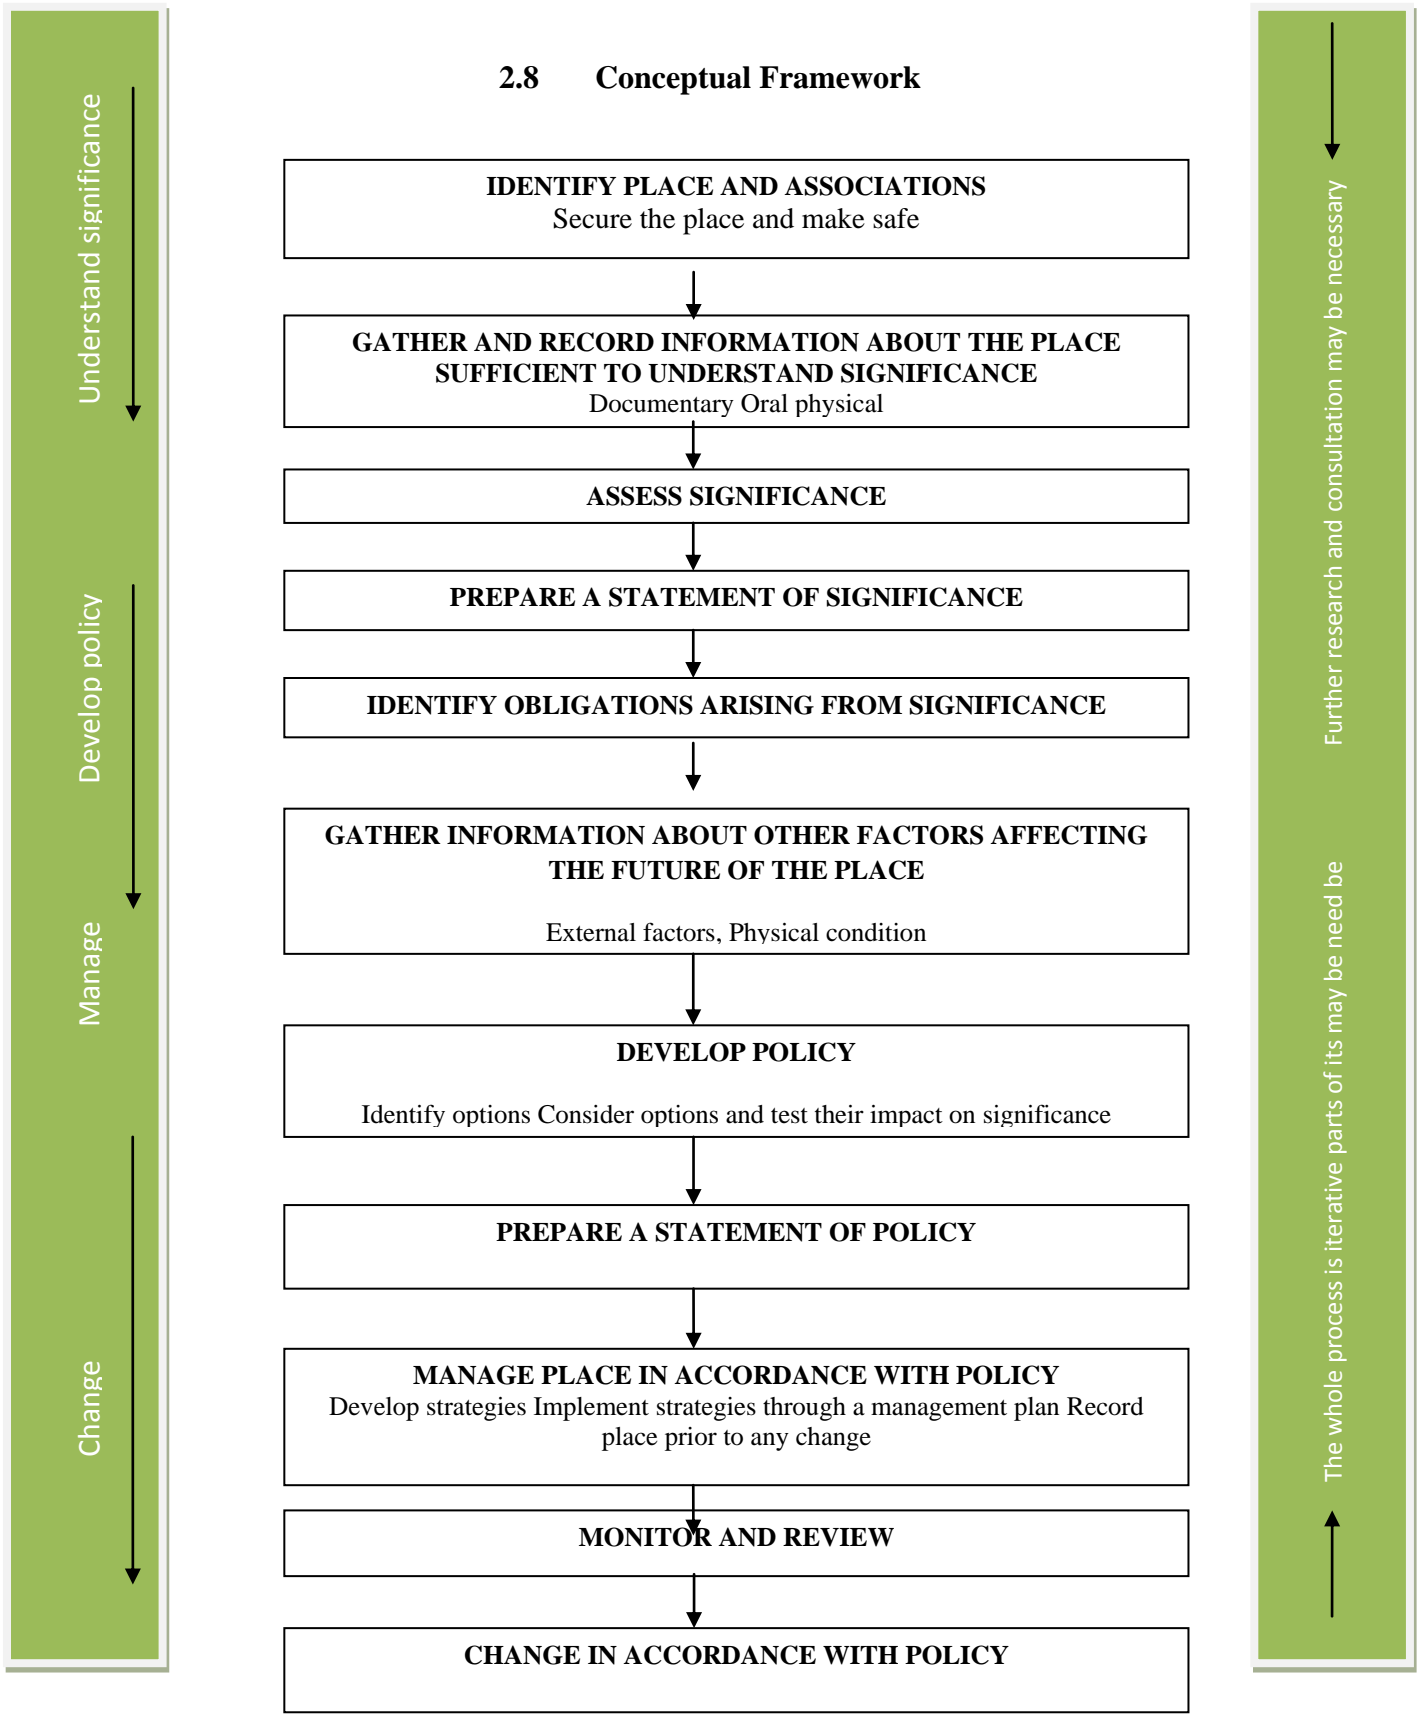 2.8 Conceptual Framework
IDENTIFY PLACE AND ASSOCIATIONS
Secure the place and make safe
GATHER AND RECORD INFORMATION ABOUT THE PLACE
SUFFICIENT TO UNDERSTAND SIGNIFICANCE
Documentary Oral physical
ASSESS SIGNIFICANCE
PREPARE A STATEMENT OF SIGNIFICANCE
IDENTIFY OBLIGATIONS ARISING FROM SIGNIFICANCE
GATHER INFORMATION ABOUT OTHER FACTORS AFFECTING
THE FUTURE OF THE PLACE
External factors, Physical condition
DEVELOP POLICY
Identify options Consider options and test their impact on significance
PREPARE A STATEMENT OF POLICY
MANAGE PLACE IN ACCORDANCE WITH POLICY
Develop strategies Implement strategies through a management plan Record
place prior to any change
MONITOR AND REVIEW
CHANGE IN ACCORDANCE WITH POLICY
Understand significance
Develop policy
Manage
Change
Further research and consultation may be necessary
The whole process is iterative parts of its may be need be